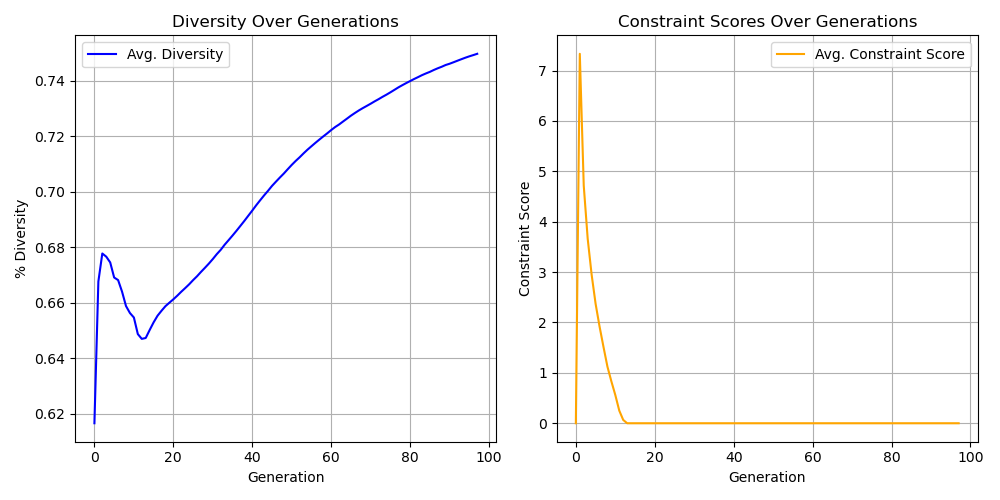 Diversity Over Generations
Avg. Diversity
% Diversity
0.74
0.72
0.70
0.68
0.66
0.64
0.62
0 20 40 60 80 100
Generation
Constraint Scores Over Generations
Avg. Constraint Score
Constraint Score
7
6
5
4
3
2
1
0
0 20 40 60 80 100
Generation